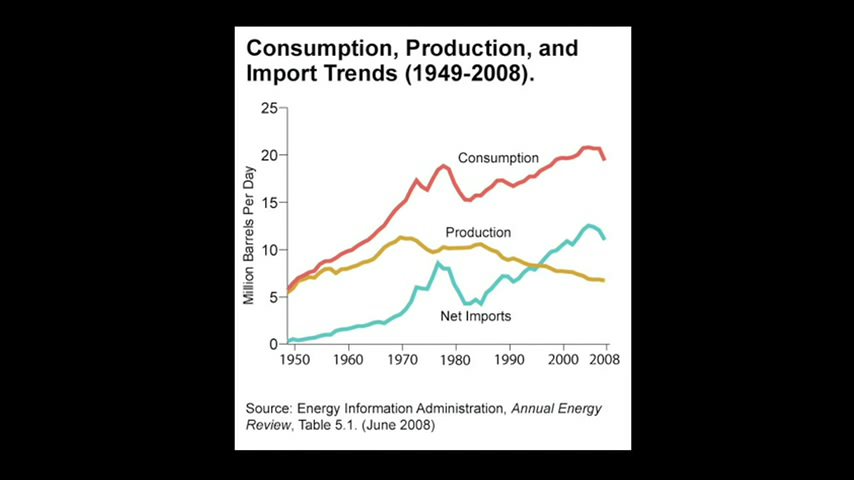 Consumption, Production, and
Import Trends (1949-2008).
25
20
15
10
5
0
Million Barrels Per Day
Consumption
Production
Net Imports
1950 1960 1970 1980 1990 2000 2008
Source: Energy Information Administration, Annual Energy
Review, Table 5.1. (June 2008)